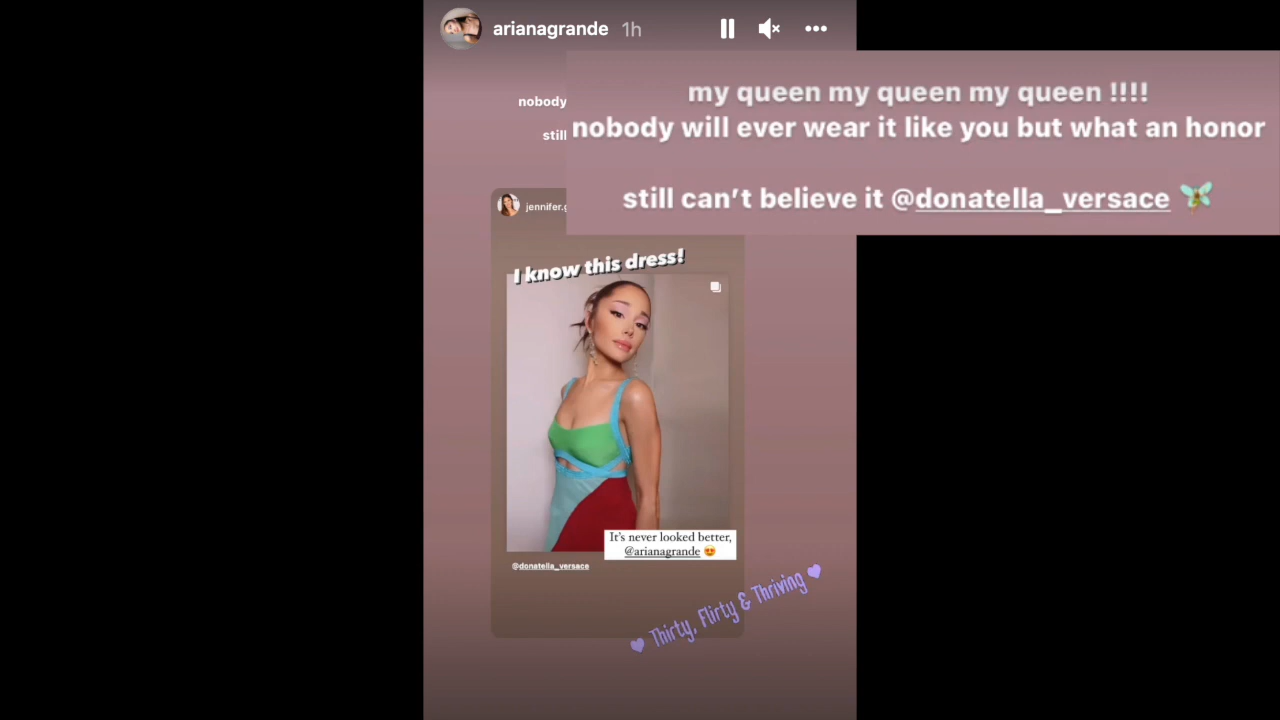 arianagrande 1h
my queen my queen my queen !!!!
nobody
nobody will ever wear it like you but what an honor
still
still can't believe it @donatella_versace
jennifer.g
I know this dress!
It's never looked better,
@arianagrande
@donatella_versace
Thirty, Flirty & Thriving